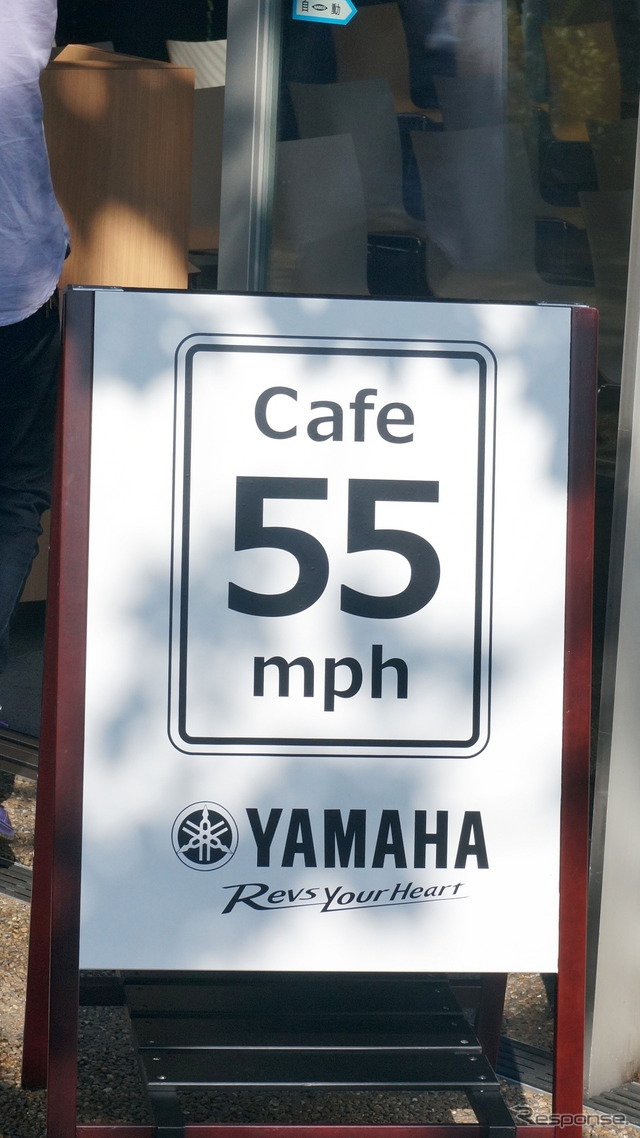 Cafe
55
mph
YAMAHA
Revs Your Heart
Response.